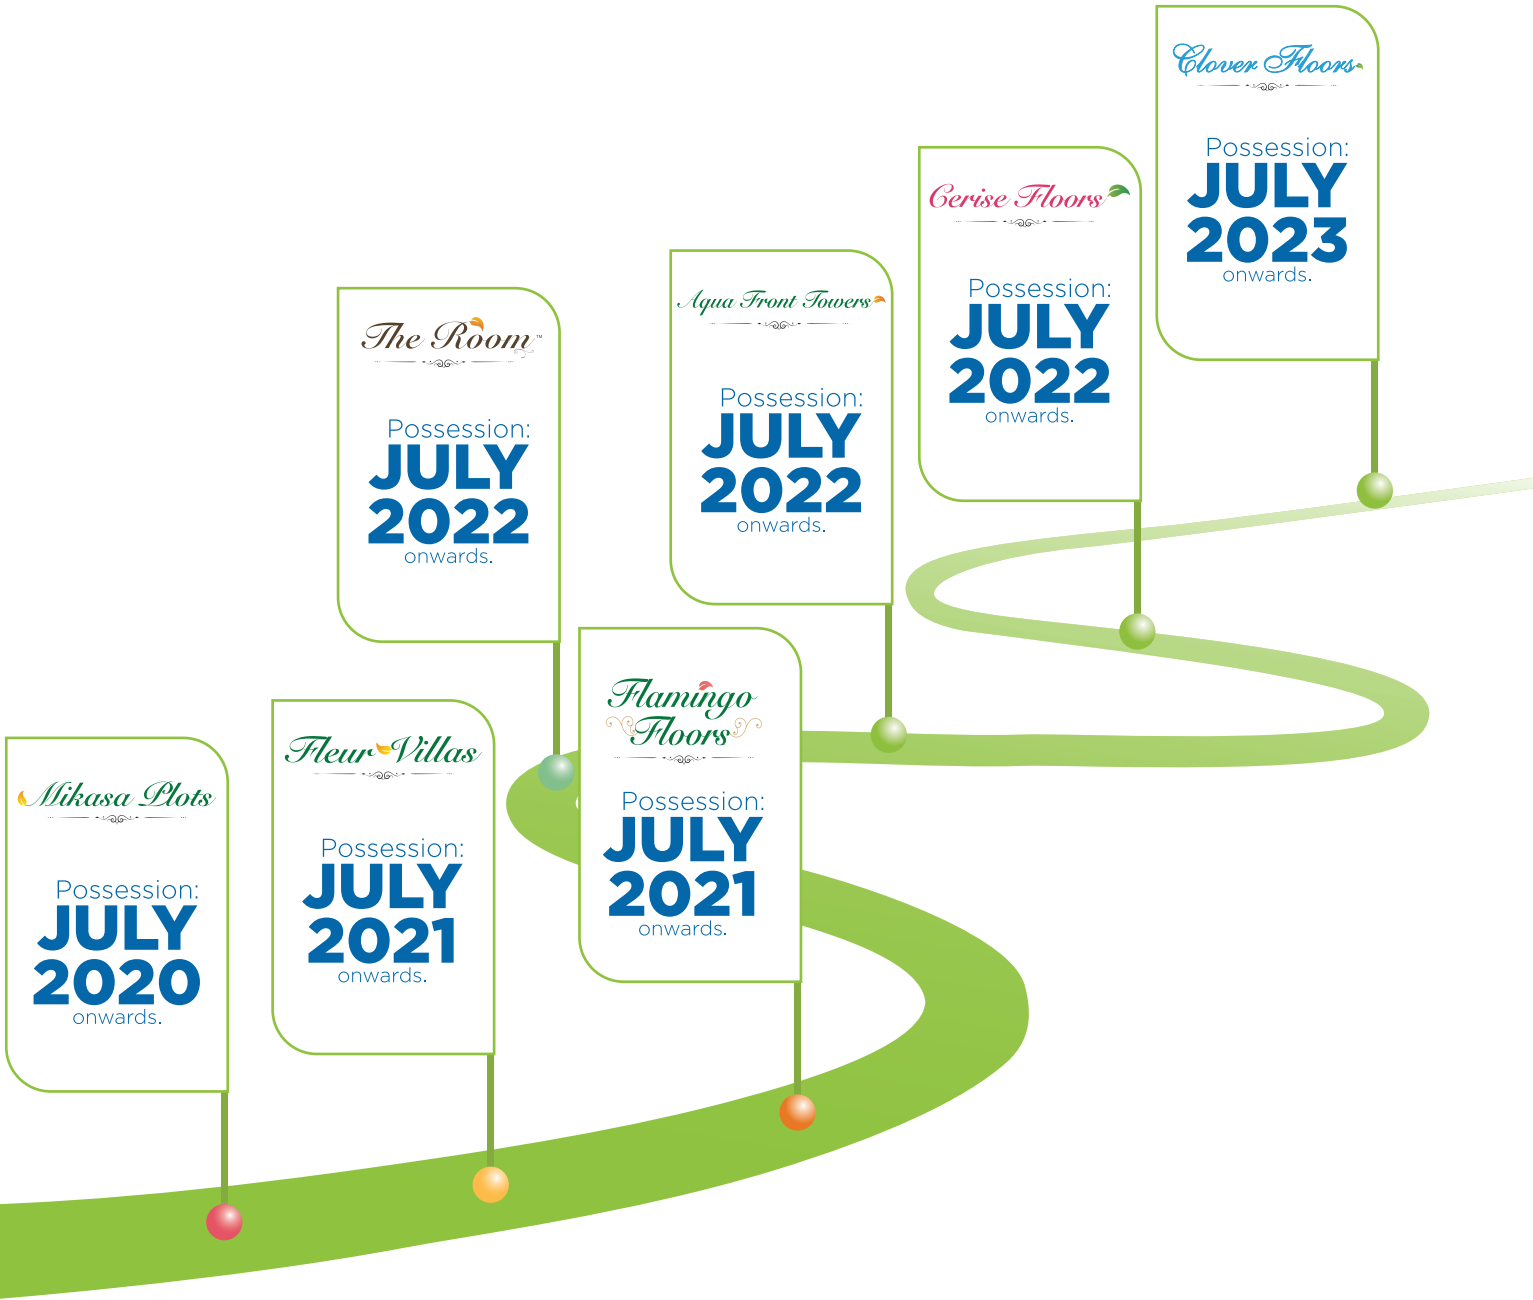 Mikasa Plots
Possession:
JULY
2020
onwards.
Fleur Villas
Possession:
JULY
2021
onwards.
Flamingo
Floors
Possession:
JULY
2021
onwards.
The Room™
Possession:
JULY
2022
onwards.
Aqua Front Towers
Possession:
JULY
2022
onwards.
Cerise Floors
Possession:
JULY
2022
onwards.
Clover Floors
Possession:
JULY
2023
onwards.